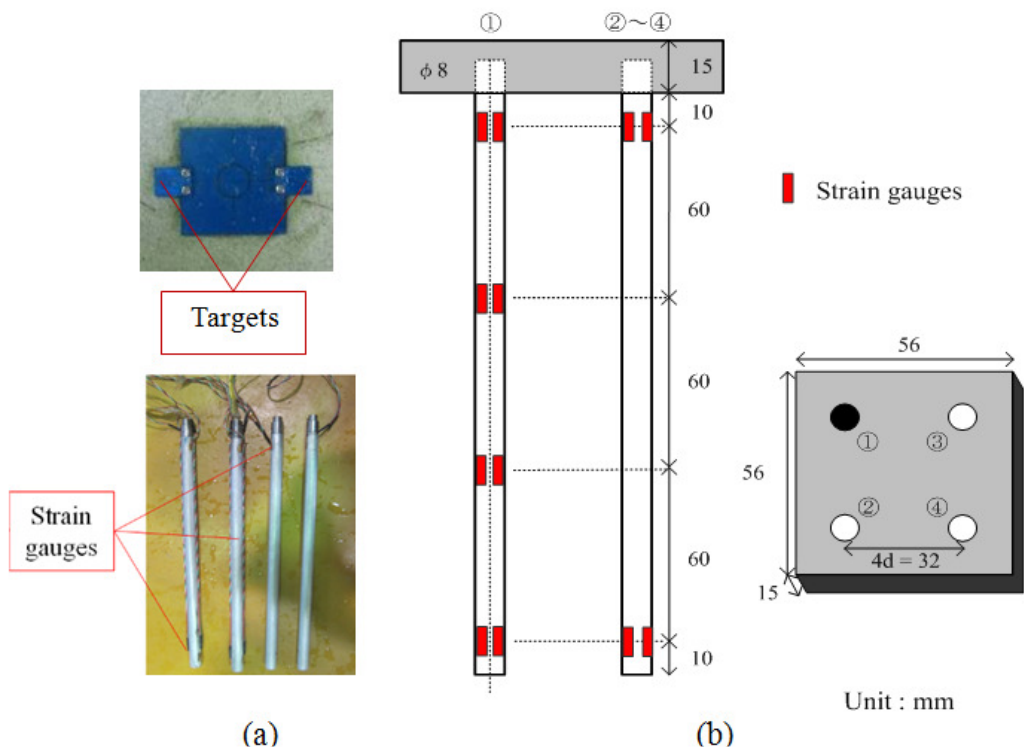 Targets
Strain
gauges
(a)
① ②～④
ϕ 8
15
10
60
60
60
10
Strain gauges
56
56
① ③
② ④
4d = 32
15
Unit : mm
(b)